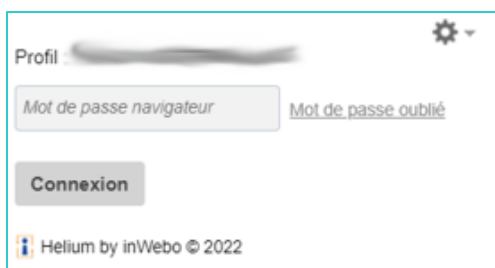 Profil :
Mot de passe navigateur
Mot de passe oublié
Connexion
Helium by inWebo © 2022